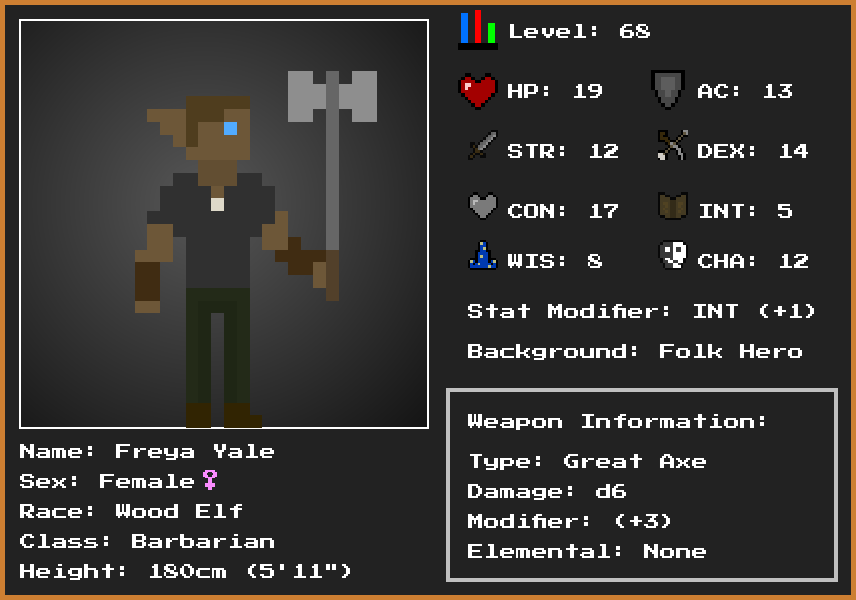 Level: 68
HP: 19 AC: 13
STR: 12 DEX: 14
CON: 17 INT: 5
WIS: 8 CHA: 12
Stat Modifier: INT (+1)
Background: Folk Hero
Weapon Information:
Type: Great Axe
Damage: d6
Modifier: (+3)
Elemental: None
Name: Freya Yale
Sex: Female♀
Race: Wood Elf
Class: Barbarian
Height: 180cm (5'11")